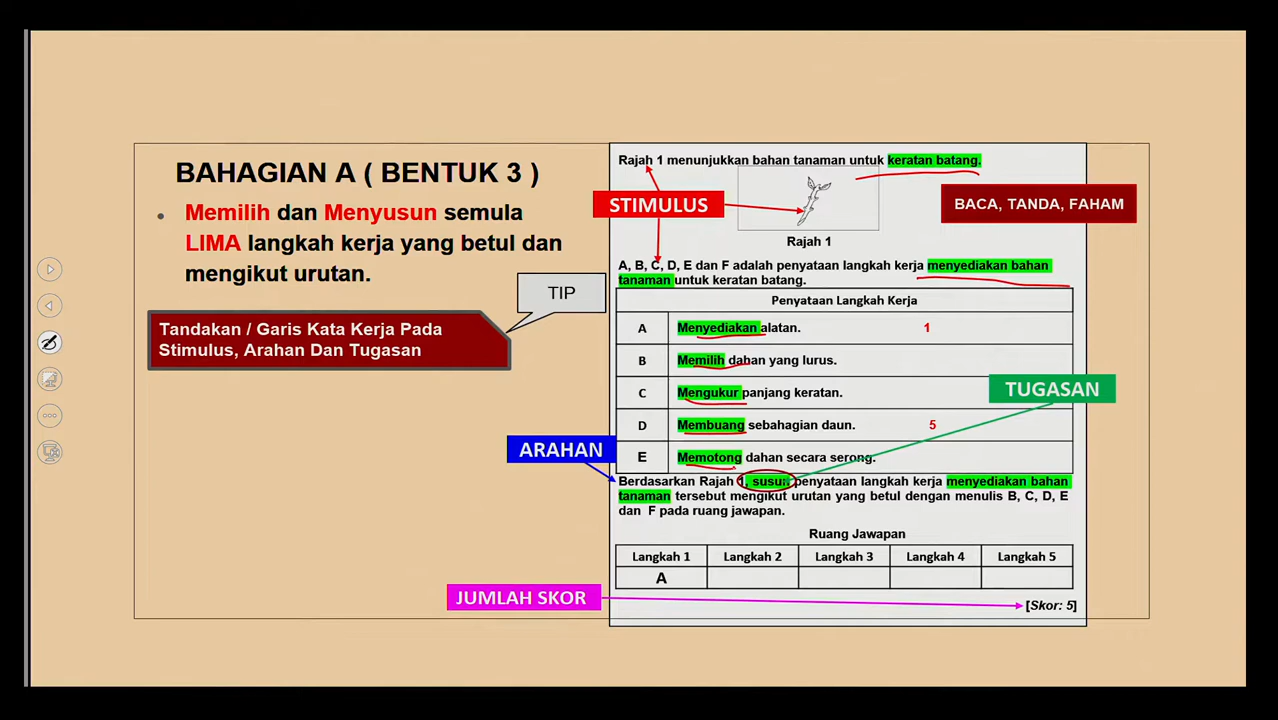 BAHAGIAN A ( BENTUK 3 )
• Memilih dan Menyusun semula
LIMA langkah kerja yang betul dan
mengikut urutan.
TIP
Tandakan / Garis Kata Kerja Pada
Stimulus, Arahan Dan Tugasan
Rajah 1 menunjukkan bahan tanaman untuk keratan batang.
STIMULUS
BACA, TANDA, FAHAM
Rajah 1
A, B, C, D, E dan F adalah penyataan langkah kerja menyediakan bahan
tanaman untuk keratan batang.
Penyataan Langkah Kerja
A Menyediakan alatan. 1
B Memilih dahan yang lurus.
C Mengukur panjang keratan.
TUGASAN
D Membuang sebahagian daun. 5
E Memotong dahan secara serong.
ARAHAN
Berdasarkan Rajah 1, susun penyataan langkah kerja menyediakan bahan
tanaman tersebut mengikut urutan yang betul dengan menulis B, C, D, E
dan F pada ruang jawapan.
Ruang Jawapan
Langkah 1 Langkah 2 Langkah 3 Langkah 4 Langkah 5
A
JUMLAH SKOR
[Skor: 5]